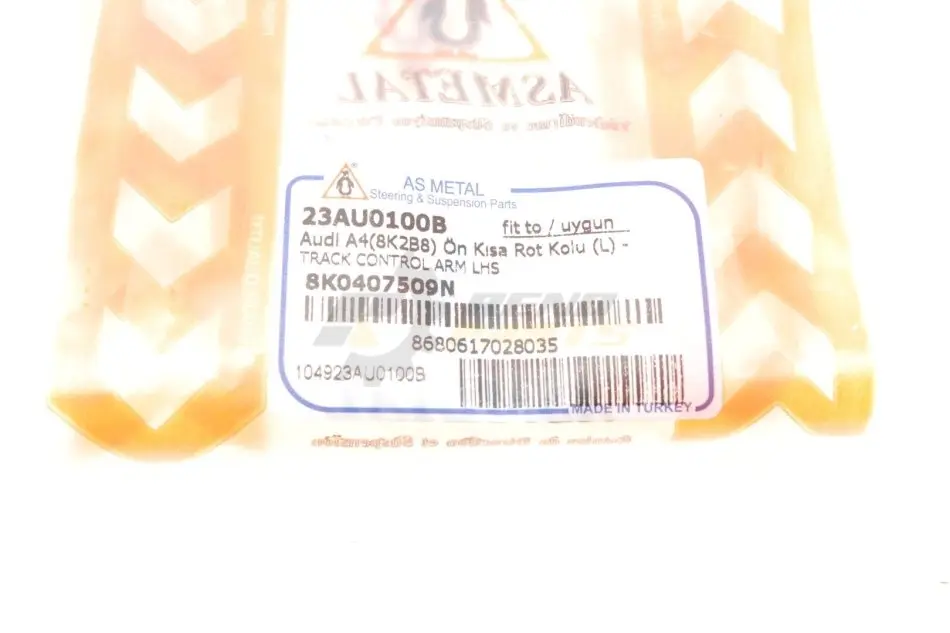 ASMETAL
AS METAL
Steering & Suspension Parts
23AU0100B fit to / uygun
Audi A4(8K2B8) Ön Kısa Rot Kolu (L) -
TRACK CONTROL ARM LHS
8K0407509N
8680617028035
104923AU0100B
MADE IN TURKEY